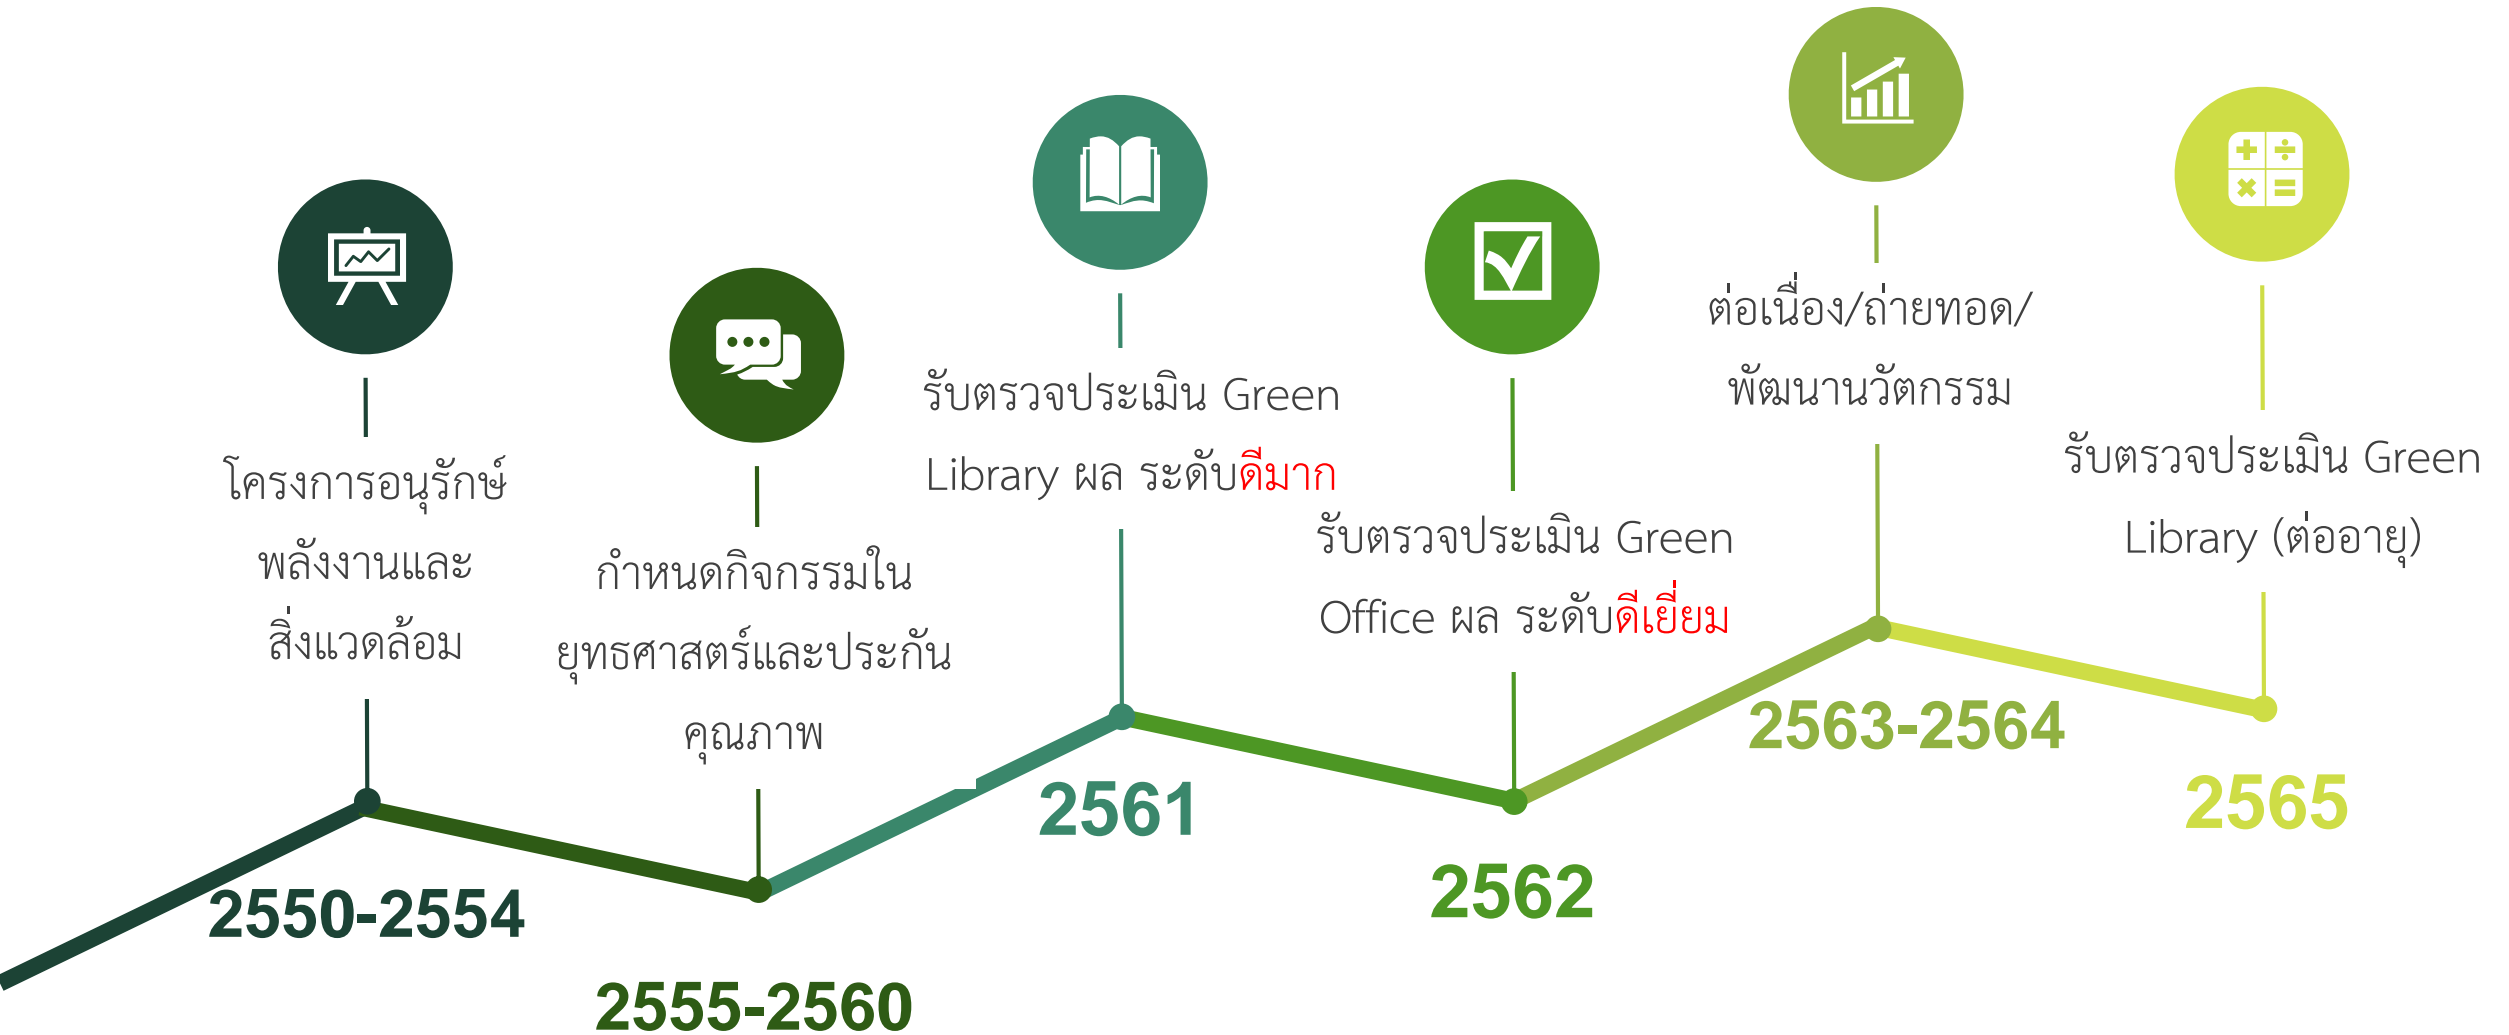 โครงการอนุรักษ์
พลังงานและ
สิ่งแวดล้อม
2550-2554
กำหนดกิจกรรมใน
ยุทธศาสตร์และประกัน
คุณภาพ
2555-2560
รับตรวจประเมิน Green
Library ผล ระดับดีมาก
2561
รับตรวจประเมิน Green
Office ผล ระดับดีเยี่ยม
2562
ต่อเนื่อง/ถ่ายทอด/
พัฒนานวัตกรรม
2563-2564
รับตรวจประเมิน Green
Library (ต่ออายุ)
2565